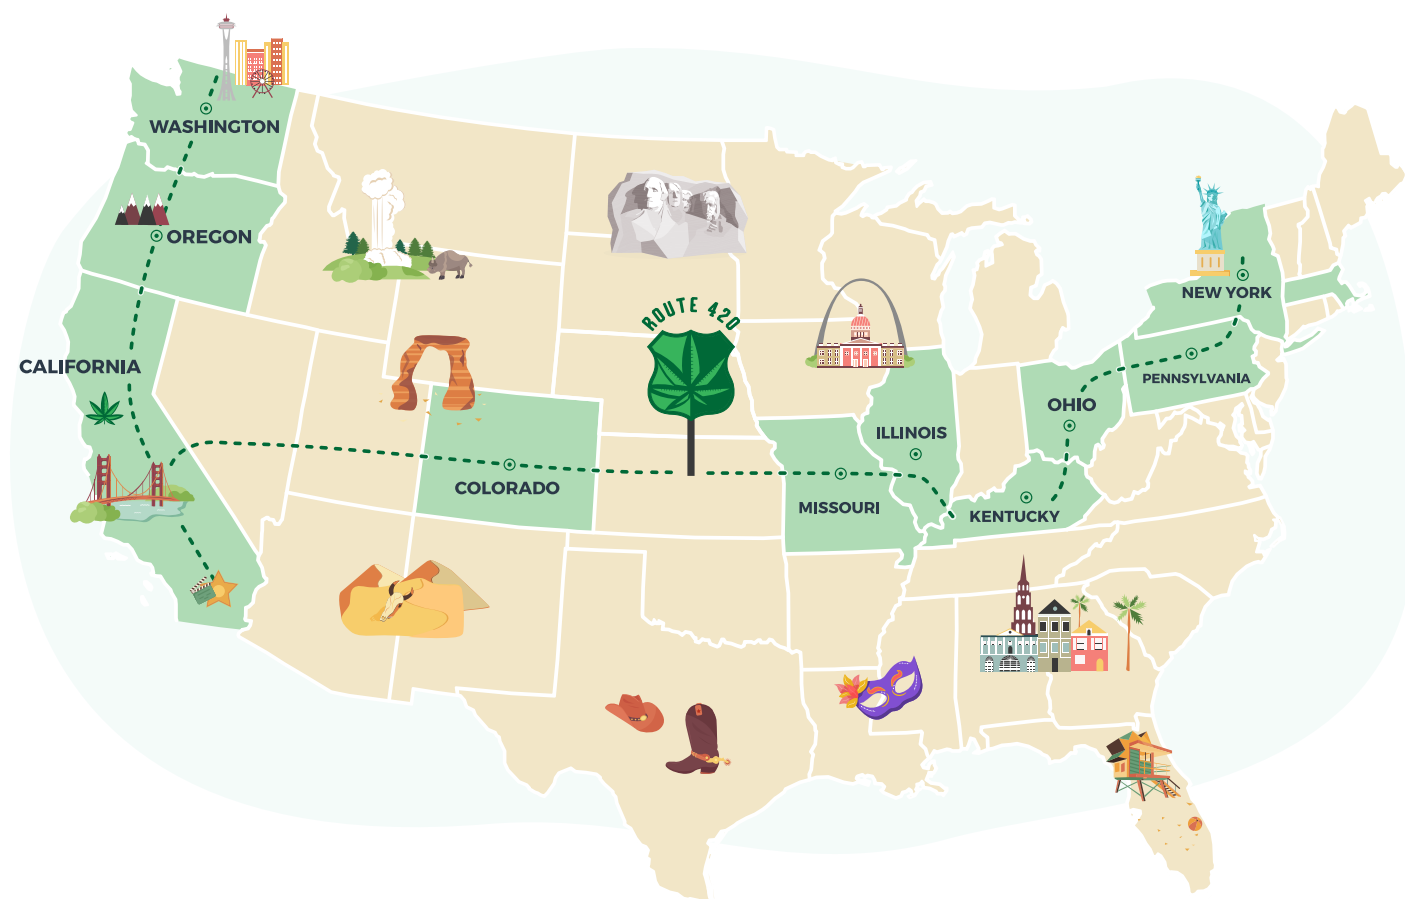 WASHINGTON
OREGON
NEW YORK
ROUTE 420
CALIFORNIA
PENNSYLVANIA
OHIO
ILLINOIS
COLORADO
MISSOURI
KENTUCKY